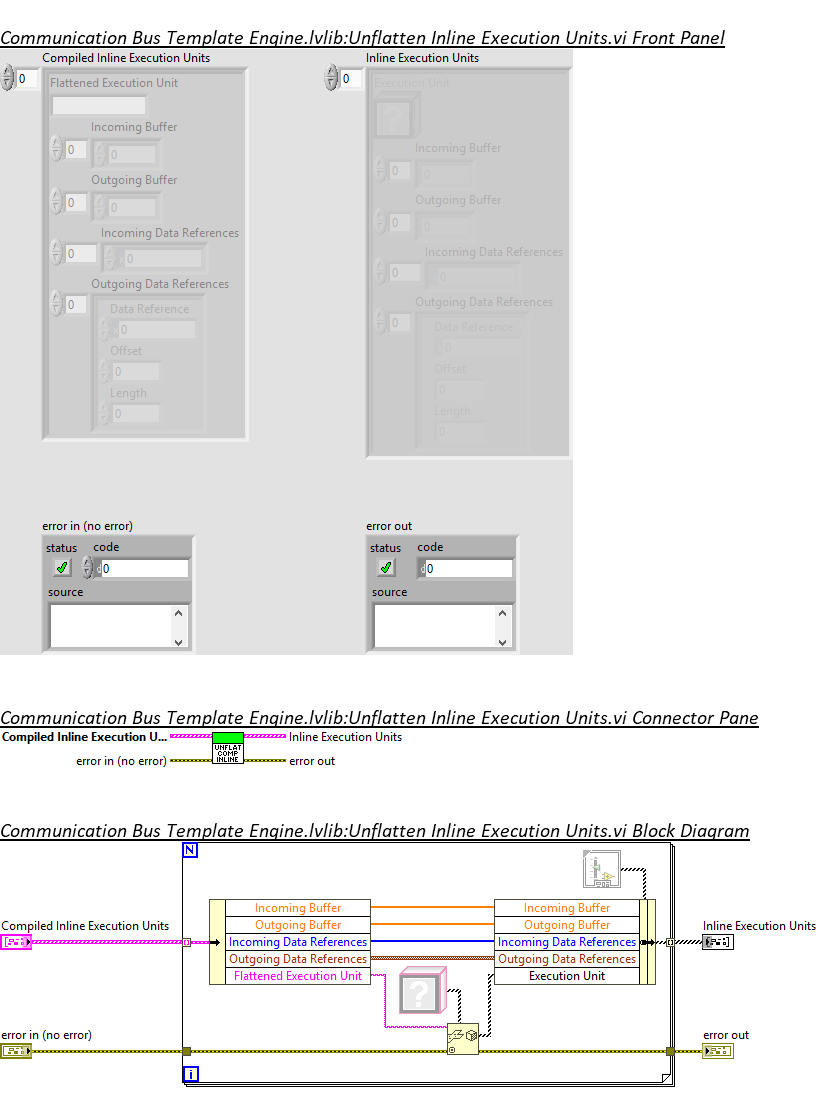 Communication Bus Template Engine.lvlib:Unflatten Inline Execution Units.vi Front Panel
Compiled Inline Execution Units
Inline Execution Units
0
0
Flattened Execution Unit
Execution Unit
?
Incoming Buffer
0
0
Incoming Buffer
0
0
Outgoing Buffer
0
0
Outgoing Buffer
0
0
Incoming Data References
0
x0
Incoming Data References
0
0
Outgoing Data References
0
Outgoing Data References
0
Data Reference
x0
Data Reference
0
Offset
0
Offset
0
Length
0
Length
0
error in (no error)
status code
d0
source
error out
status code
d0
source
Communication Bus Template Engine.lvlib:Unflatten Inline Execution Units.vi Connector Pane
Compiled Inline Execution U...
Inline Execution Units
UNFLAT
COMP
INLINE
error in (no error)
error out
Communication Bus Template Engine.lvlib:Unflatten Inline Execution Units.vi Block Diagram
N
Incoming Buffer
Incoming Buffer
Outgoing Buffer
Outgoing Buffer
Compiled Inline Execution Units
Inline Execution Units
Incoming Data References
Incoming Data References
Outgoing Data References
Outgoing Data References
Flattened Execution Unit
Execution Unit
?
error in (no error)
error out
i